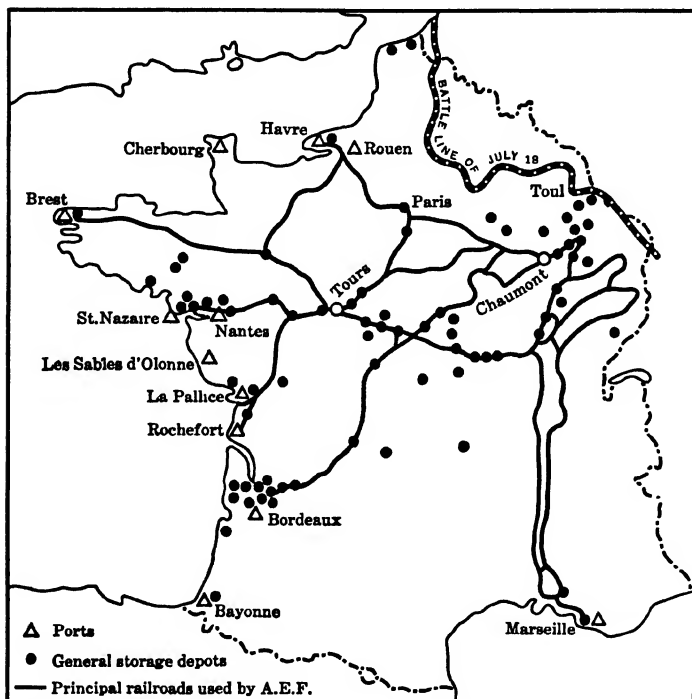 BATTLE LINE OF JULY 18
Havre
Cherbourg
Rouen
Toul
Brest
Paris
Tours
Chaumont
St. Nazaire
Nantes
Les Sables d'Olonne
La Pallice
Rochefort
Bordeaux
Bayonne
Marseille
Ports
General storage depots
Principal railroads used by A.E.F.